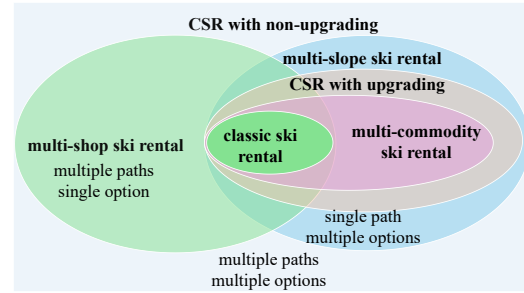 CSR with non-upgrading
multi-slope ski rental
CSR with upgrading
classic ski
rental
multi-commodity
ski rental
multi-shop ski rental
multiple paths
single option
single path
multiple options
multiple paths
multiple options